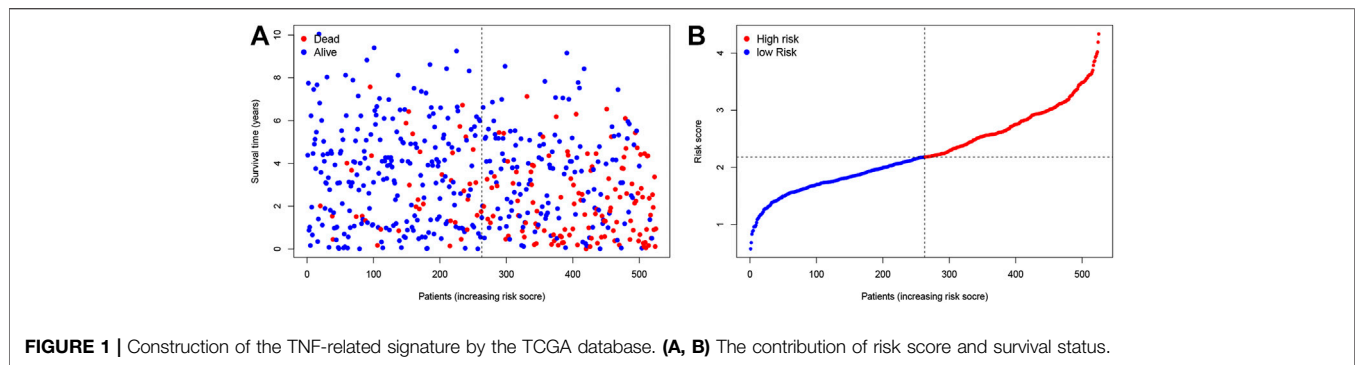 A
Dead
Alive
Survival time (years)
10
8
6
4
2
0
0 100 200 300 400 500
Patients (increasing risk socre)
B
High risk
low Risk
Risk score
4
3
2
1
0 100 200 300 400 500
Patients (increasing risk socre)
FIGURE 1 | Construction of the TNF-related signature by the TCGA database. (A, B) The contribution of risk score and survival status.